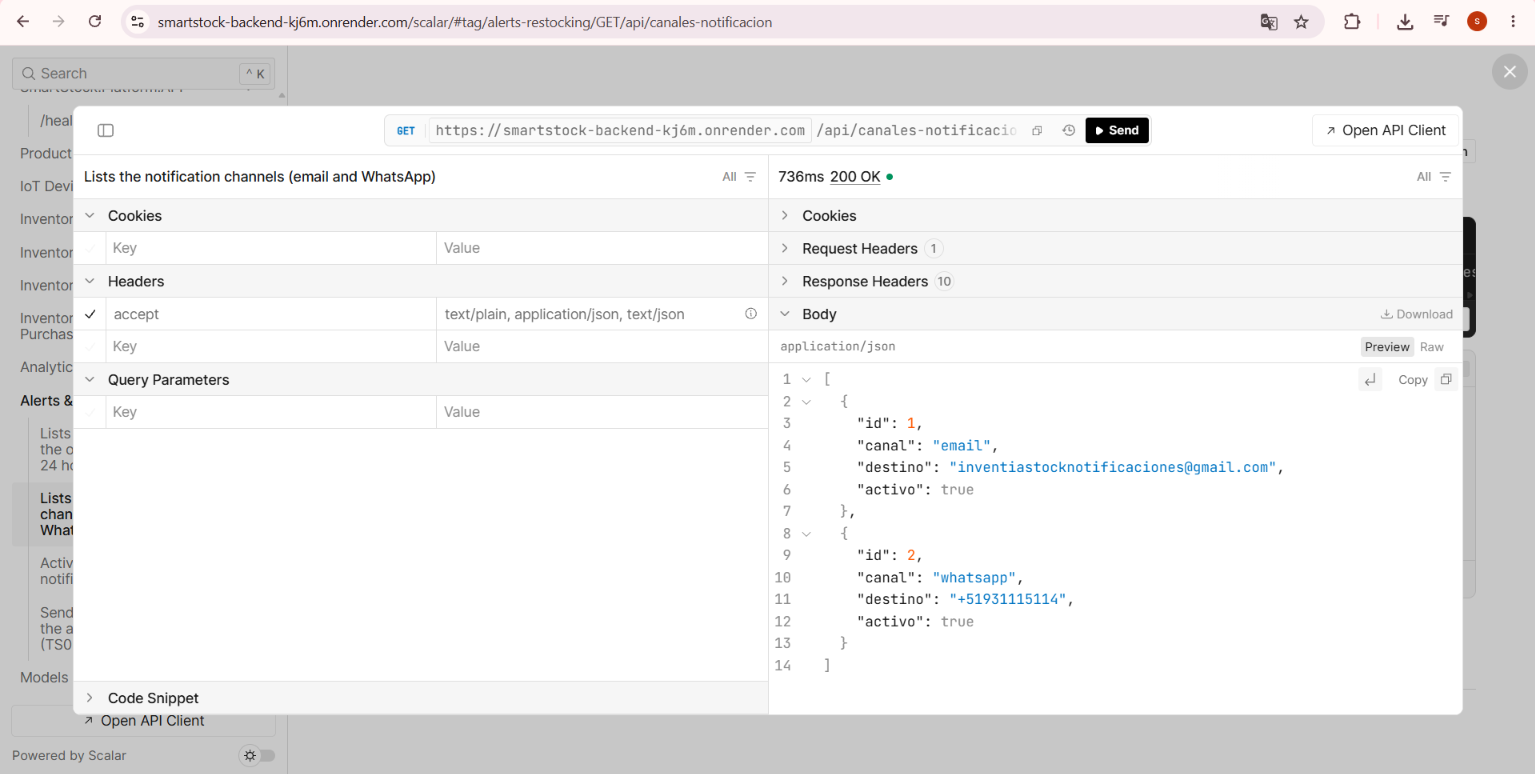 smartstock-backend-kj6m.onrender.com/scalar/#tag/alerts-restocking/GET/api/canales-notificacion
S
Search
^ K
SmartStock.Platform.API
/heal
Product
IoT Devi
Inventor
Inventor
Inventor
Inventor
Purchas
Analytic
Alerts &
Lists
the o
24 ho
Lists
chan
What
Activ
notifi
Send
the a
(TS0
Models
Open API Client
Powered by Scalar
GET https://smartstock-backend-kj6m.onrender.com /api/canales-notificacio
Send
Open API Client
Lists the notification channels (email and WhatsApp)
All
Cookies
Key Value
Headers
accept text/plain, application/json, text/json
Key Value
Query Parameters
Key Value
Code Snippet
736ms 200 OK
All
Cookies
Request Headers 1
Response Headers 10
Body
Download
application/json
Preview Raw
Copy
1 [
2 {
3 "id": 1,
4 "canal": "email",
5 "destino": "inventiastocknotificaciones@gmail.com",
6 "activo": true
7 },
8 {
9 "id": 2,
10 "canal": "whatsapp",
11 "destino": "+51931115114",
12 "activo": true
13 }
14 ]